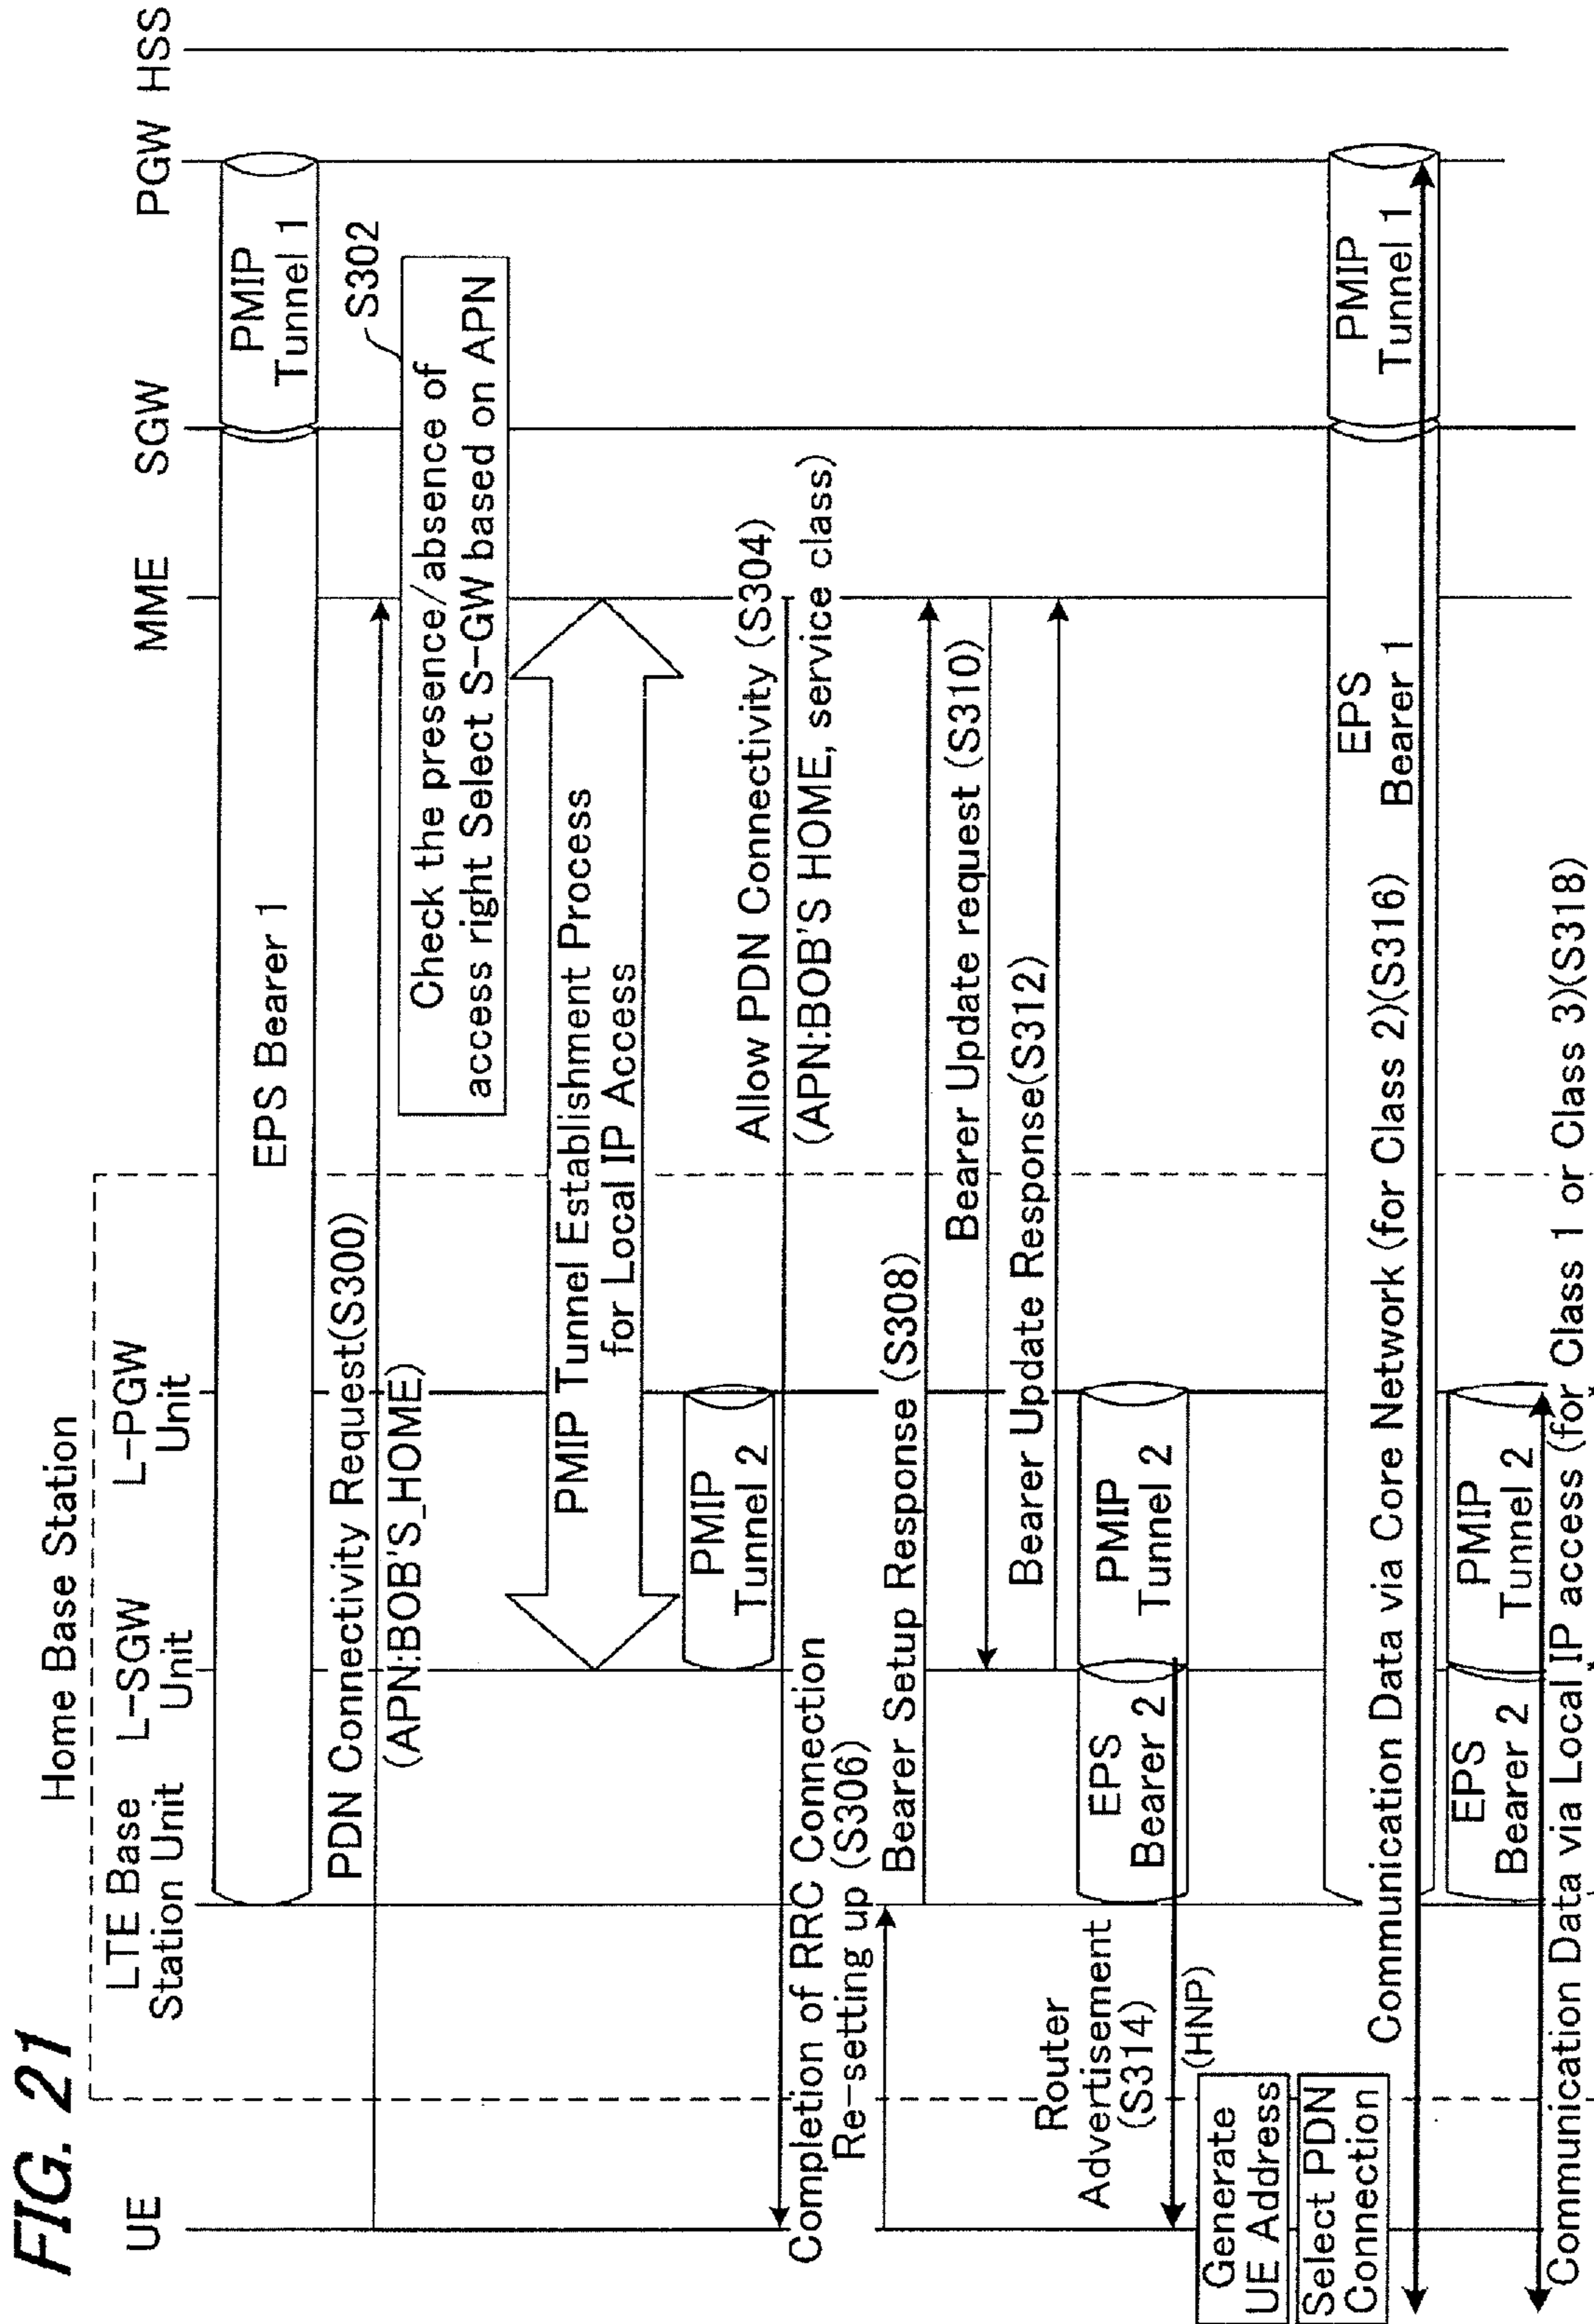 FIG. 21
Home Base Station
UE
LTE Base
Station Unit
L-SGW
Unit
L-PGW
Unit
MME
SGW
PGW
HSS
EPS Bearer 1
PMIP
Tunnel 1
PDN Connectivity Request(S300)
(APN:BOB'S_HOME)
S302
Check the presence/absence of
access right Select S-GW based on APN
PMIP Tunnel Establishment Process
for Local IP Access
PMIP
Tunnel 2
Allow PDN Connectivity (S304)
(APN:BOB'S HOME, service class)
Completion of RRC Connection
Re-setting up (S306)
Bearer Setup Response (S308)
Bearer Update request (S310)
Bearer Update Response(S312)
EPS
Bearer 2
PMIP
Tunnel 2
Router
Advertisement
(S314)
(HNP)
Generate
UE Address
Select PDN
Connection
EPS
Bearer 1
PMIP
Tunnel 1
Communication Data via Core Network (for Class 2)(S316)
EPS
Bearer 2
PMIP
Tunnel 2
Communication Data via Local IP access (for Class 1 or Class 3)(S318)